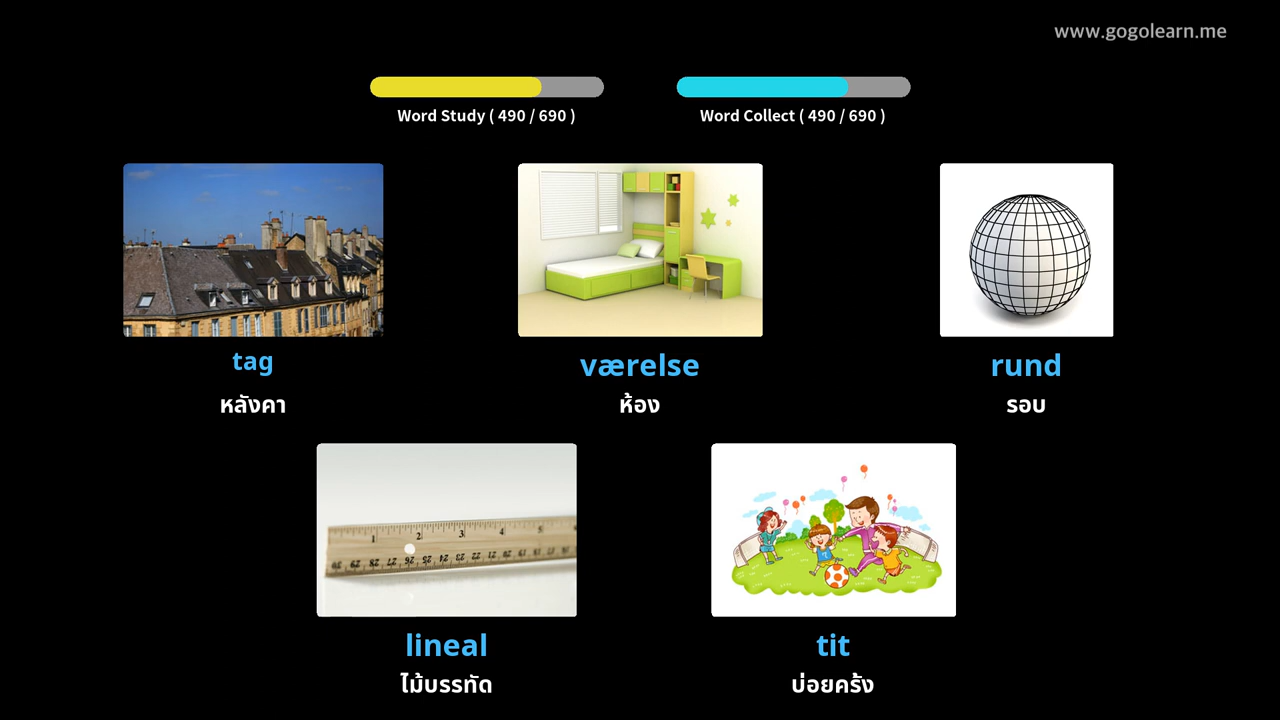 www.gogolearn.me
Word Study ( 490 / 690 )
Word Collect ( 490 / 690 )
tag
หลังคา
værelse
ห้อง
rund
รอบ
lineal
ไม้บรรทัด
tit
บ่อยครั้ง